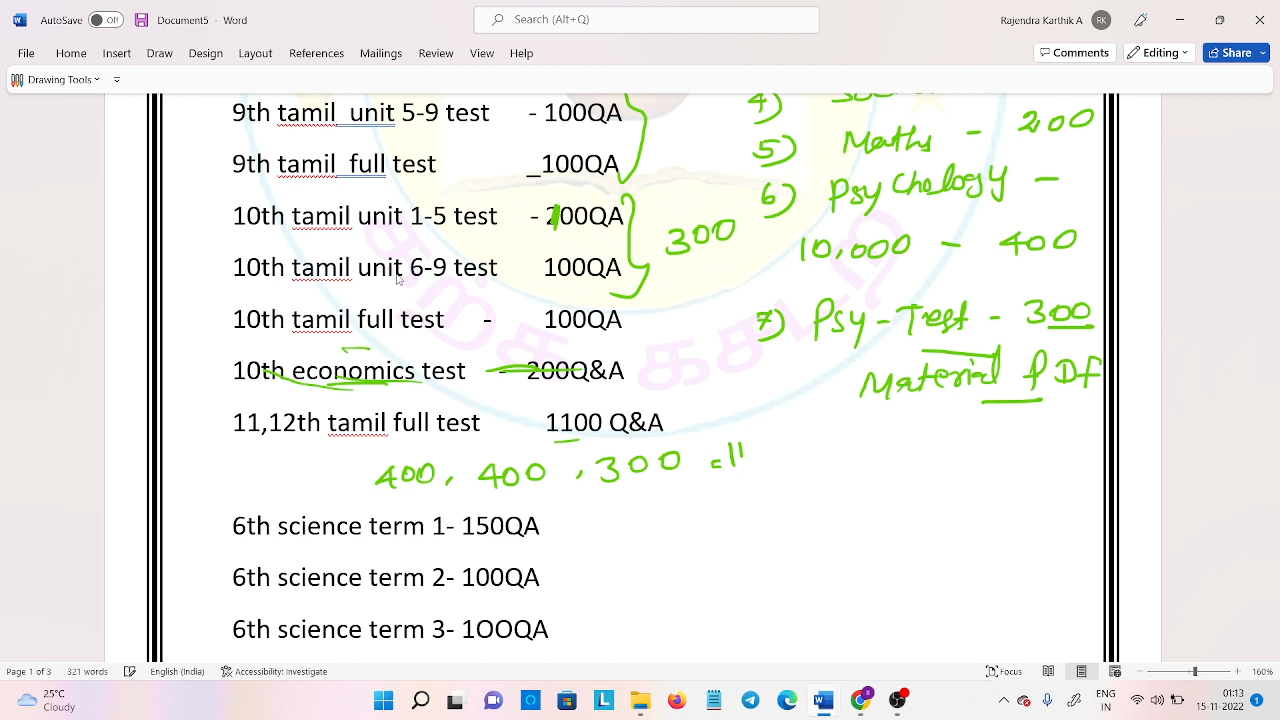 W AutoSave Off Document5 - Word Search (Alt+Q) Rajendra Karthik A RK
File Home Insert Draw Design Layout References Mailings Review View Help Comments Editing Share
Drawing Tools
9th tamil unit 5-9 test - 100QA
9th tamil full test _100QA
10th tamil unit 1-5 test - 100QA
10th tamil unit 6-9 test 100QA
10th tamil full test - 100QA
10th economics test - 200Q&A
11,12th tamil full test 1100 Q&A
400, 400, 300
6th science term 1- 150QA
6th science term 2- 100QA
6th science term 3- 1OOQA
300
4)
5) Maths - 200
6) Psychology -
10,000 - 400
7) Psy-Test - 300
Material PDF
கசடற
Page 1 of 3 321 words English (India) Accessibility: Investigate Focus 160%
25°C
Cloudy
ENG
IN
01:13
15-11-2022